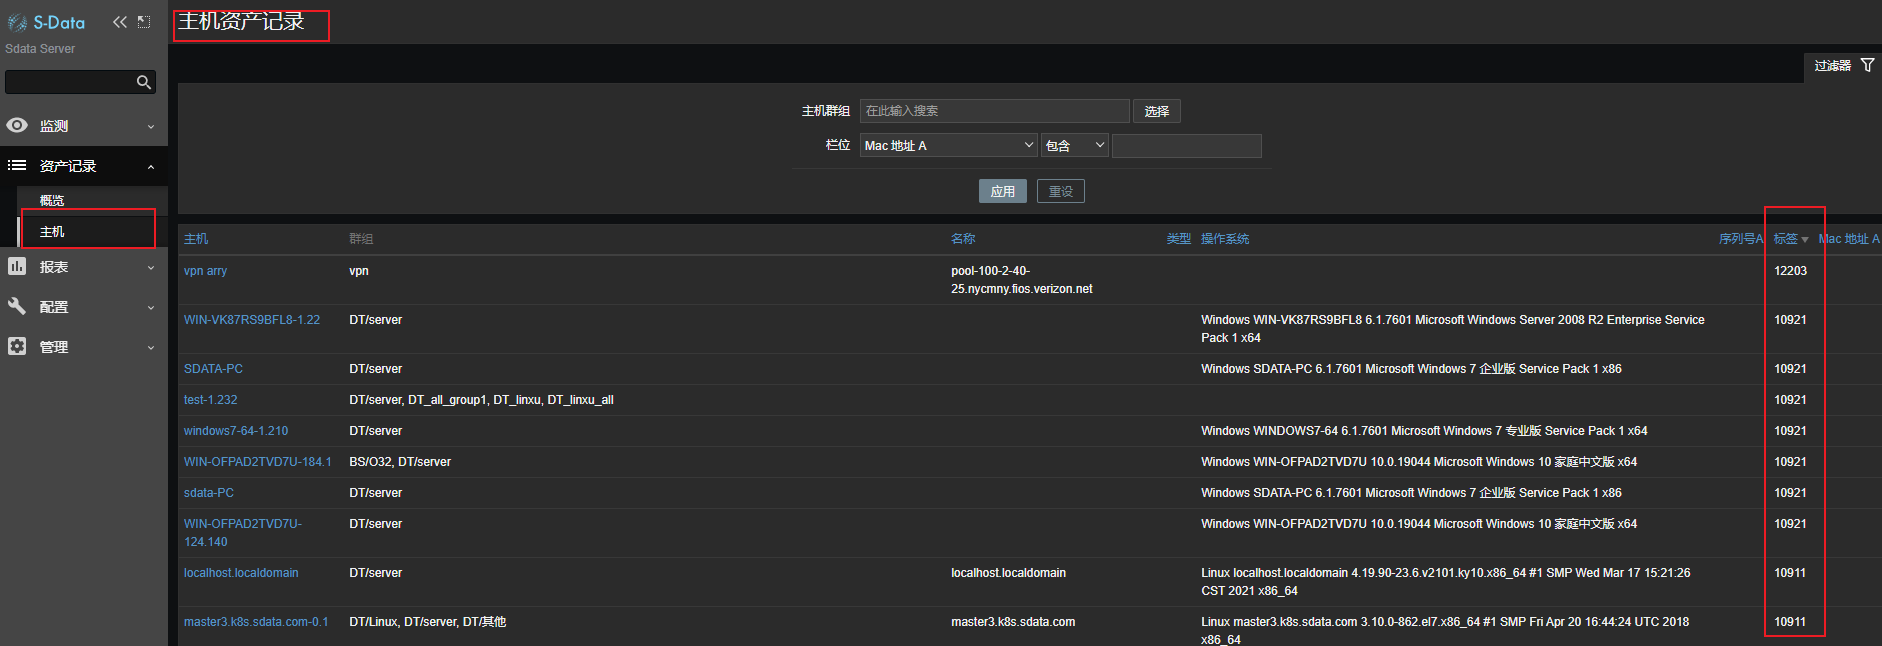 S-Data
Sdata Server
监测
资产记录
概览
主机
报表
配置
管理
主机资产记录
过滤器
主机群组 在此输入搜索 选择
栏位 Mac 地址 A 包含
应用 重设
主机 群组 名称 类型 操作系统 序列号A 标签 Mac 地址 A
vpn arry vpn pool-100-2-40- 12203
25.nycmny.fios.verizon.net
WIN-VK87RS9BFL8-1.22 DT/server Windows WIN-VK87RS9BFL8 6.1.7601 Microsoft Windows Server 2008 R2 Enterprise Service 10921
Pack 1 x64
SDATA-PC DT/server Windows SDATA-PC 6.1.7601 Microsoft Windows 7 企业版 Service Pack 1 x86 10921
test-1.232 DT/server, DT_all_group1, DT_linxu, DT_linxu_all 10921
windows7-64-1.210 DT/server Windows WINDOWS7-64 6.1.7601 Microsoft Windows 7 专业版 Service Pack 1 x64 10921
WIN-OFPAD2TVD7U-184.1 BS/O32, DT/server Windows WIN-OFPAD2TVD7U 10.0.19044 Microsoft Windows 10 家庭中文版 x64 10921
sdata-PC DT/server Windows SDATA-PC 6.1.7601 Microsoft Windows 7 企业版 Service Pack 1 x86 10921
WIN-OFPAD2TVD7U- DT/server Windows WIN-OFPAD2TVD7U 10.0.19044 Microsoft Windows 10 家庭中文版 x64 10921
124.140
localhost.localdomain DT/server localhost.localdomain Linux localhost.localdomain 4.19.90-23.6.v2101.ky10.x86_64 #1 SMP Wed Mar 17 15:21:26 10911
CST 2021 x86_64
master3.k8s.sdata.com-0.1 DT/Linux, DT/server, DT/其他 master3.k8s.sdata.com Linux master3.k8s.sdata.com 3.10.0-862.el7.x86_64 #1 SMP Fri Apr 20 16:44:24 UTC 2018 10911
x86_64